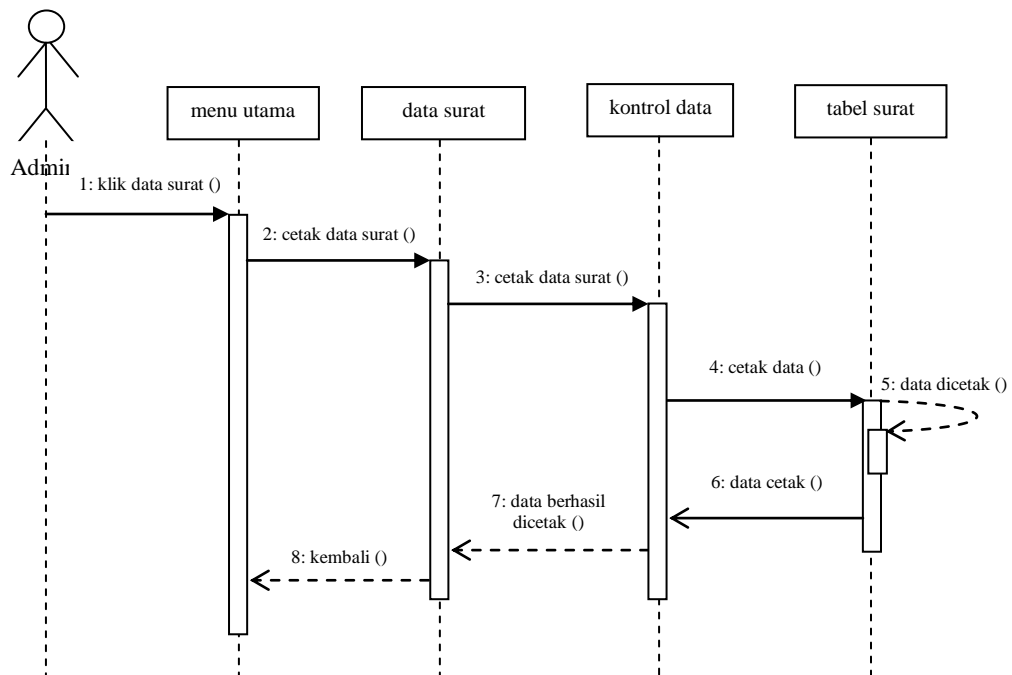 menu utama
data surat
kontrol data
tabel surat
Admin
1: klik data surat ()
2: cetak data surat ()
3: cetak data surat ()
4: cetak data ()
5: data dicetak ()
6: data cetak ()
7: data berhasil
dicetak ()
8: kembali ()